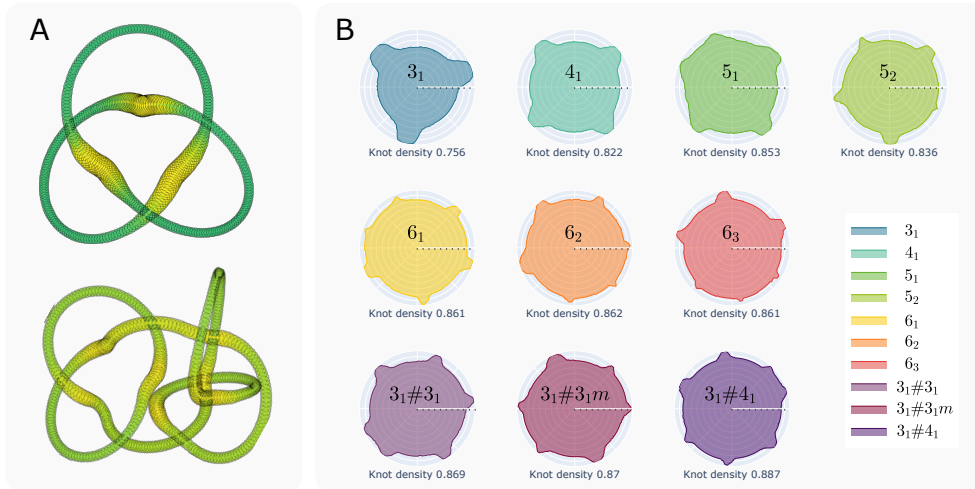 A
B
3₁
4₁
5₁
5₂
Knot density 0.756
Knot density 0.822
Knot density 0.853
Knot density 0.836
6₁
6₂
6₃
Knot density 0.861
Knot density 0.862
Knot density 0.861
3₁#3₁
3₁#3₁m
3₁#4₁
Knot density 0.869
Knot density 0.87
Knot density 0.887
3₁
4₁
5₁
5₂
6₁
6₂
6₃
3₁#3₁
3₁#3₁m
3₁#4₁